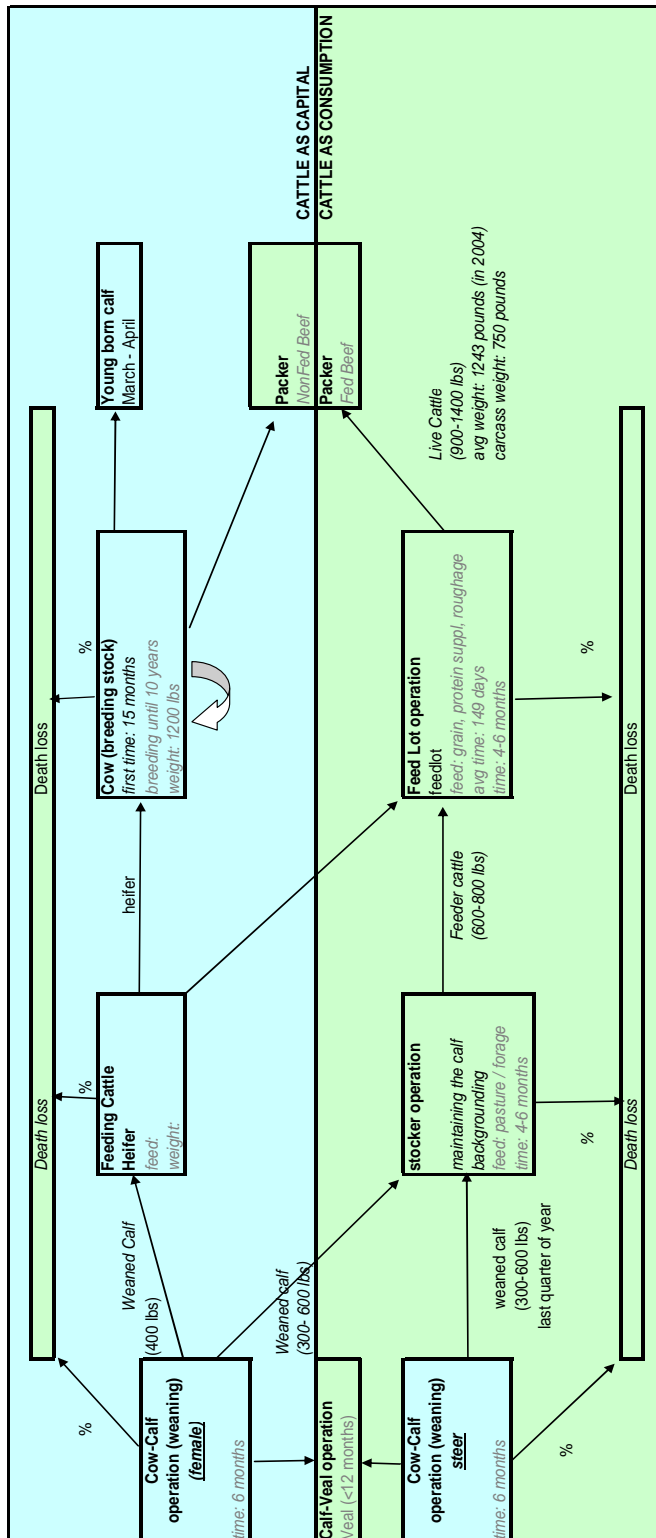 Death loss
Death loss
%
%
%
Cow-Calf
operation (weaning)
(female)
time: 6 months
Weaned Calf
(400 lbs)
Weaned calf
(300- 600 lbs)
Feeding Cattle
Heifer
feed:
weight:
heifer
Cow (breeding stock)
first time: 15 months
breeding until 10 years
weight: 1200 lbs
Young born calf
March - April
CATTLE AS CAPITAL
CATTLE AS CONSUMPTION
Packer
NonFed Beef
Packer
Fed Beef
Calf-Veal operation
Veal (<12 months)
Cow-Calf
operation (weaning)
steer
time: 6 months
weaned calf
(300-600 lbs)
last quarter of year
stocker operation
maintaining the calf
backgrounding
feed: pasture / forage
time: 4-6 months
Feeder cattle
(600-800 lbs)
Feed Lot operation
feedlot
feed: grain, protein suppl, roughage
avg time: 149 days
time: 4-6 months
Live Cattle
(900-1400 lbs)
avg weight: 1243 pounds (in 2004)
carcass weight: 750 pounds
%
%
%
Death loss
Death loss